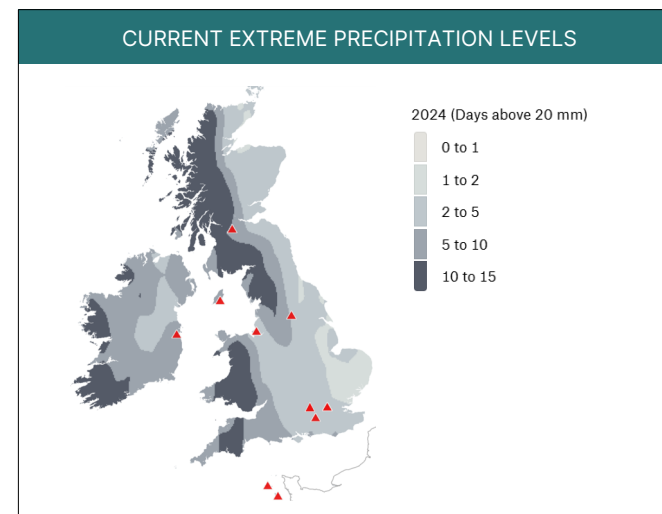 CURRENT EXTREME PRECIPITATION LEVELS
2024 (Days above 20 mm)
0 to 1
1 to 2
2 to 5
5 to 10
10 to 15